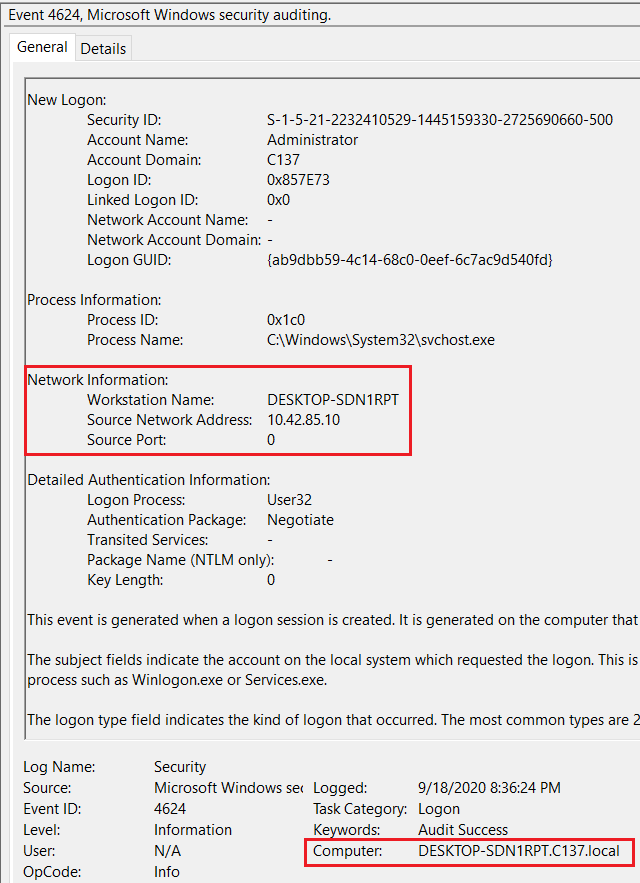 Event 4624, Microsoft Windows security auditing.
General Details
New Logon:
Security ID: S-1-5-21-2232410529-1445159330-2725690660-500
Account Name: Administrator
Account Domain: C137
Logon ID: 0x857E73
Linked Logon ID: 0x0
Network Account Name: -
Network Account Domain: -
Logon GUID: {ab9dbb59-4c14-68c0-0eef-6c7ac9d540fd}
Process Information:
Process ID: 0x1c0
Process Name: C:\Windows\System32\svchost.exe
Network Information:
Workstation Name: DESKTOP-SDN1RPT
Source Network Address: 10.42.85.10
Source Port: 0
Detailed Authentication Information:
Logon Process: User32
Authentication Package: Negotiate
Transited Services: -
Package Name (NTLM only): -
Key Length: 0
This event is generated when a logon session is created. It is generated on the computer that
The subject fields indicate the account on the local system which requested the logon. This is
process such as Winlogon.exe or Services.exe.
The logon type field indicates the kind of logon that occurred. The most common types are 2
Log Name: Security
Source: Microsoft Windows sec Logged: 9/18/2020 8:36:24 PM
Event ID: 4624 Task Category: Logon
Level: Information Keywords: Audit Success
User: N/A Computer: DESKTOP-SDN1RPT.C137.local
OpCode: Info